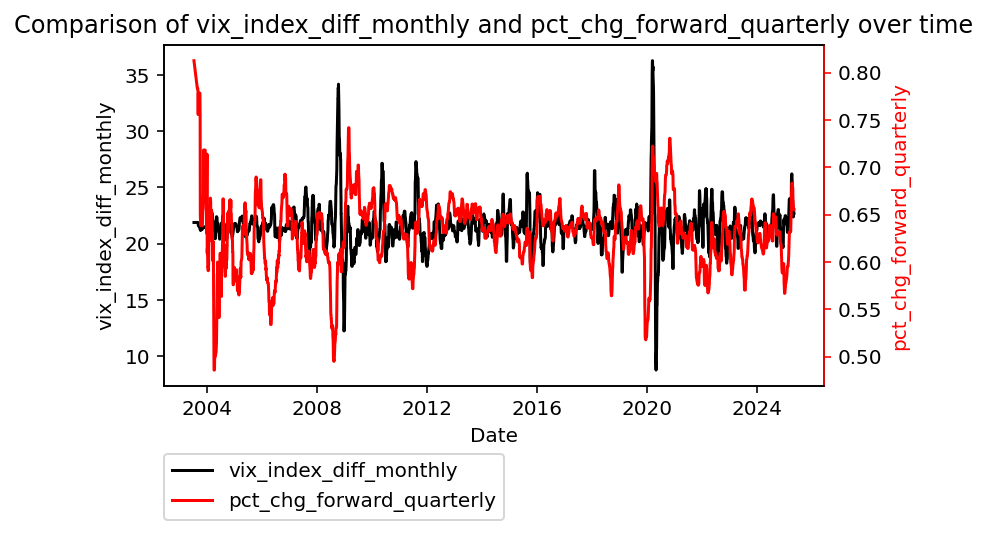 Comparison of vix_index_diff_monthly and pct_chg_forward_quarterly over time
vix_index_diff_monthly
35
30
25
20
15
10
0.80
0.75
0.70
0.65
0.60
0.55
0.50
pct_chg_forward_quarterly
2004 2008 2012 2016 2020 2024
Date
vix_index_diff_monthly
pct_chg_forward_quarterly